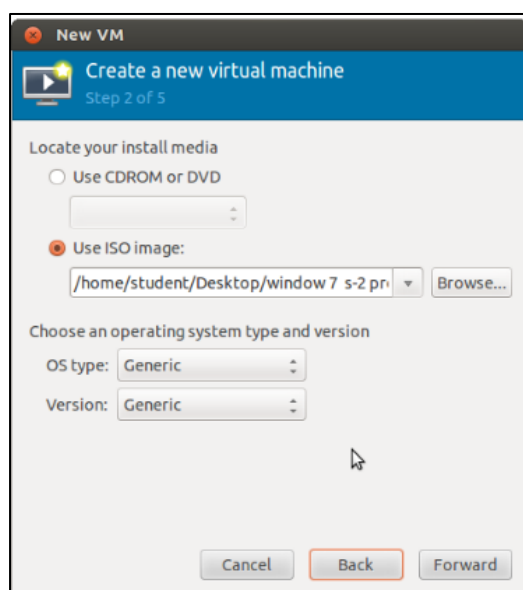 New VM
Create a new virtual machine
Step 2 of 5
Locate your install media
Use CDROM or DVD
Use ISO image:
/home/student/Desktop/window 7 s-2 pr Browse...
Choose an operating system type and version
OS type: Generic
Version: Generic
Cancel Back Forward